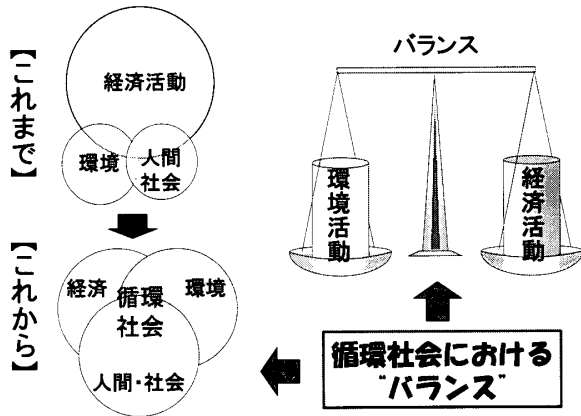 【これまで】
経済活動
環境
人間
社会
【これから】
経済
循環
社会
環境
人間・社会
バランス
環境活動
経済活動
循環社会における
"バランス"